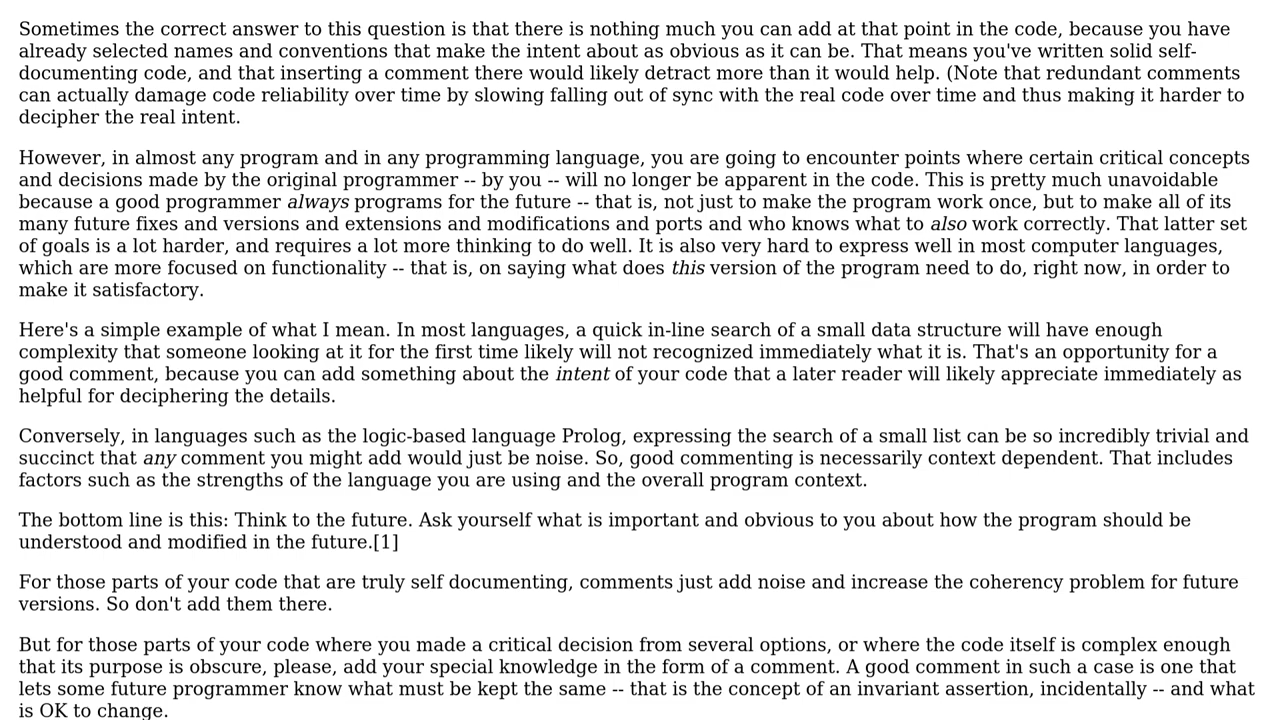 Sometimes the correct answer to this question is that there is nothing much you can add at that point in the code, because you have
already selected names and conventions that make the intent about as obvious as it can be. That means you've written solid self-
documenting code, and that inserting a comment there would likely detract more than it would help. (Note that redundant comments
can actually damage code reliability over time by slowing falling out of sync with the real code over time and thus making it harder to
decipher the real intent.
However, in almost any program and in any programming language, you are going to encounter points where certain critical concepts
and decisions made by the original programmer -- by you -- will no longer be apparent in the code. This is pretty much unavoidable
because a good programmer always programs for the future -- that is, not just to make the program work once, but to make all of its
many future fixes and versions and extensions and modifications and ports and who knows what to also work correctly. That latter set
of goals is a lot harder, and requires a lot more thinking to do well. It is also very hard to express well in most computer languages,
which are more focused on functionality -- that is, on saying what does this version of the program need to do, right now, in order to
make it satisfactory.
Here's a simple example of what I mean. In most languages, a quick in-line search of a small data structure will have enough
complexity that someone looking at it for the first time likely will not recognized immediately what it is. That's an opportunity for a
good comment, because you can add something about the intent of your code that a later reader will likely appreciate immediately as
helpful for deciphering the details.
Conversely, in languages such as the logic-based language Prolog, expressing the search of a small list can be so incredibly trivial and
succinct that any comment you might add would just be noise. So, good commenting is necessarily context dependent. That includes
factors such as the strengths of the language you are using and the overall program context.
The bottom line is this: Think to the future. Ask yourself what is important and obvious to you about how the program should be
understood and modified in the future.[1]
For those parts of your code that are truly self documenting, comments just add noise and increase the coherency problem for future
versions. So don't add them there.
But for those parts of your code where you made a critical decision from several options, or where the code itself is complex enough
that its purpose is obscure, please, add your special knowledge in the form of a comment. A good comment in such a case is one that
lets some future programmer know what must be kept the same -- that is the concept of an invariant assertion, incidentally -- and what
is OK to change.